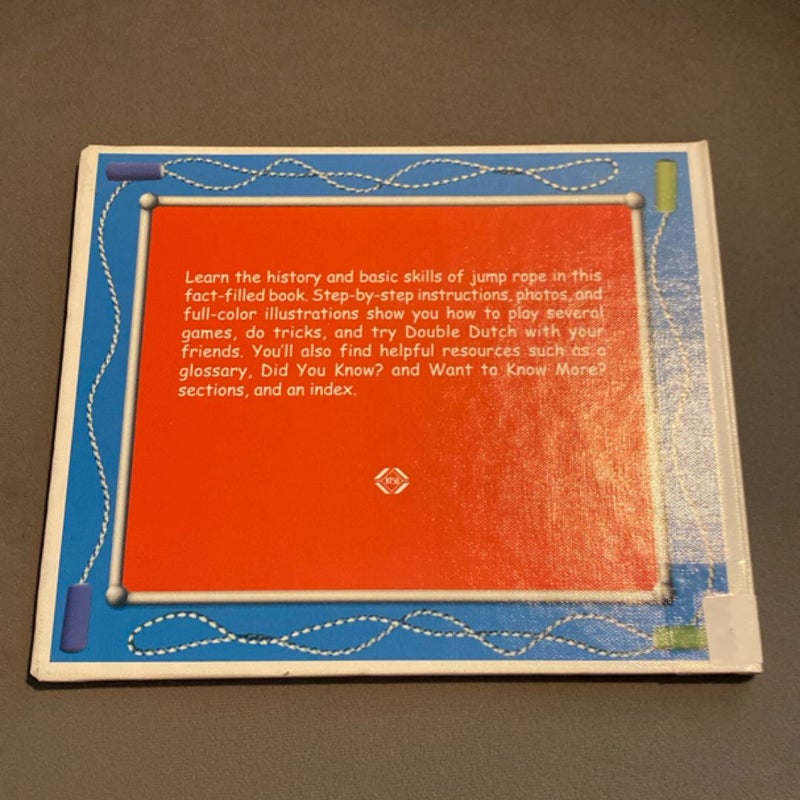 Learn the history and basic skills of jump rope in this
fact-filled book. Step-by-step instructions, photos, and
full-color illustrations show you how to play several
games, do tricks, and try Double Dutch with your
friends. You'll also find helpful resources such as a
glossary, Did You Know? and Want to Know More?
sections, and an index.